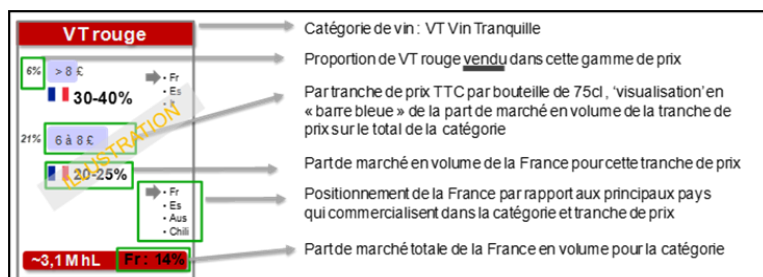 VT rouge
6% > 8 £
• Fr
• Es
• It
30-40%
21% 6 à 8 £
20-25%
• Fr
• Es
• Aus
• Chili
~3,1 M hL Fr : 14%
ILLUSTRATION
Catégorie de vin : VT Vin Tranquille
Proportion de VT rouge vendu dans cette gamme de prix
Par tranche de prix TTC par bouteille de 75cl , ‘visualisation’ en
« barre bleue » de la part de marché en volume de la tranche de
prix sur le total de la catégorie
Part de marché en volume de la France pour cette tranche de prix
Positionnement de la France par rapport aux principaux pays
qui commercialisent dans la catégorie et tranche de prix
Part de marché totale de la France en volume pour la catégorie